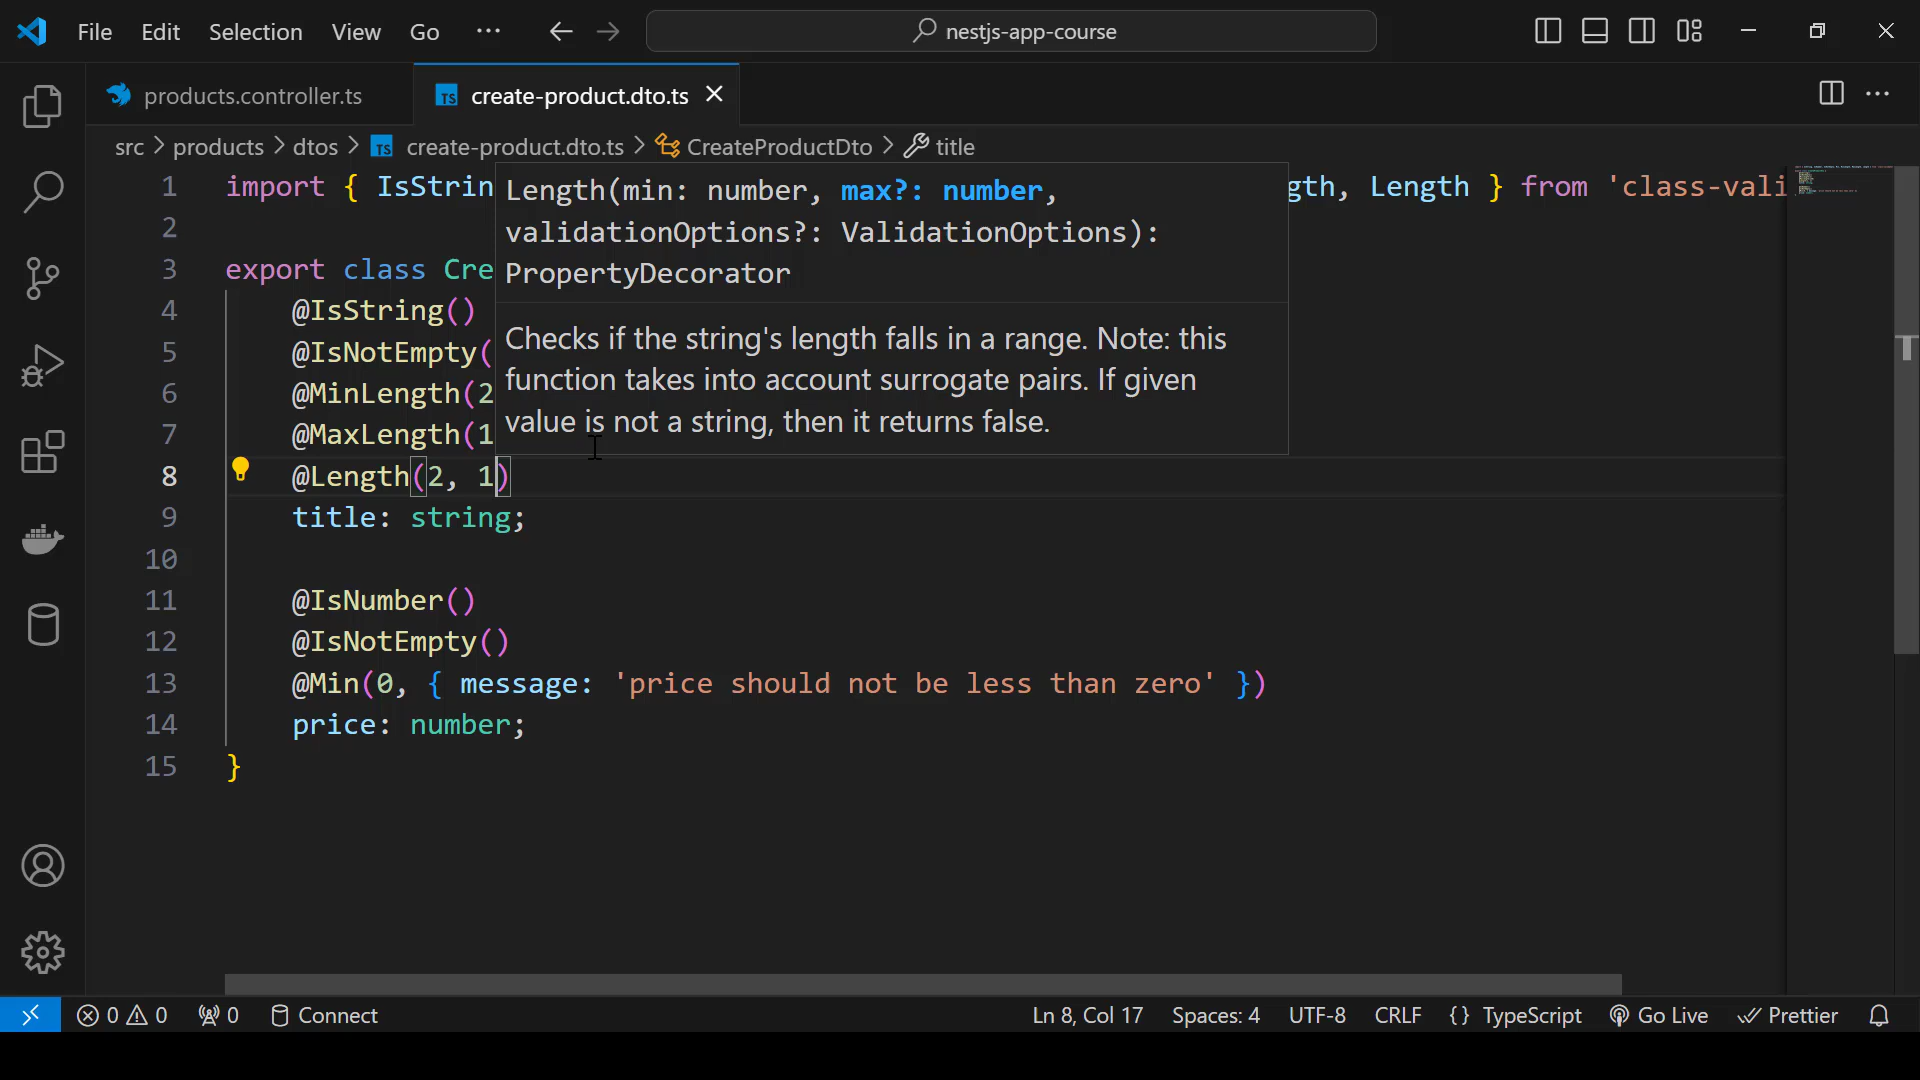 File Edit Selection View Go ··· nestjs-app-course
products.controller.ts TS create-product.dto.ts
src > products > dtos > TS create-product.dto.ts > CreateProductDto > title
1 import { IsStrin gth, Length } from 'class-vali
2
3 export class Cre
4 @IsString()
5 @IsNotEmpty(
6 @MinLength(2
7 @MaxLength(1
Length(min: number, max?: number,
validationOptions?: ValidationOptions):
PropertyDecorator
Checks if the string's length falls in a range. Note: this
function takes into account surrogate pairs. If given
value is not a string, then it returns false.
8 @Length(2, 1)
9 title: string;
10
11 @IsNumber()
12 @IsNotEmpty()
13 @Min(0, { message: 'price should not be less than zero' })
14 price: number;
15 }
0 0 0 Connect Ln 8, Col 17 Spaces: 4 UTF-8 CRLF {} TypeScript Go Live Prettier